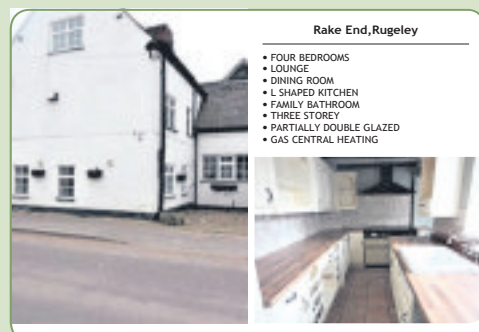 Rake End,Rugeley
• FOUR BEDROOMS
• LOUNGE
• DINING ROOM
• L SHAPED KITCHEN
• FAMILY BATHROOM
• THREE STOREY
• PARTIALLY DOUBLE GLAZED
• GAS CENTRAL HEATING